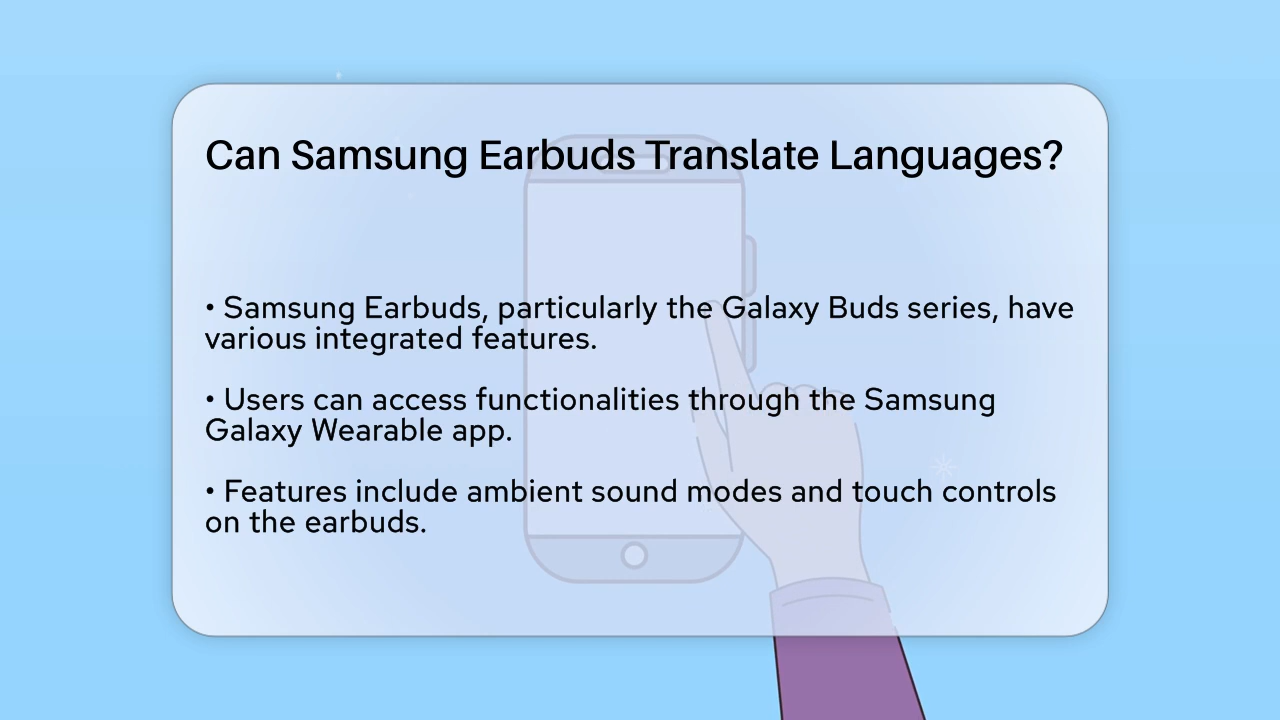 Can Samsung Earbuds Translate Languages?
• Samsung Earbuds, particularly the Galaxy Buds series, have
various integrated features.
• Users can access functionalities through the Samsung
Galaxy Wearable app.
• Features include ambient sound modes and touch controls
on the earbuds.